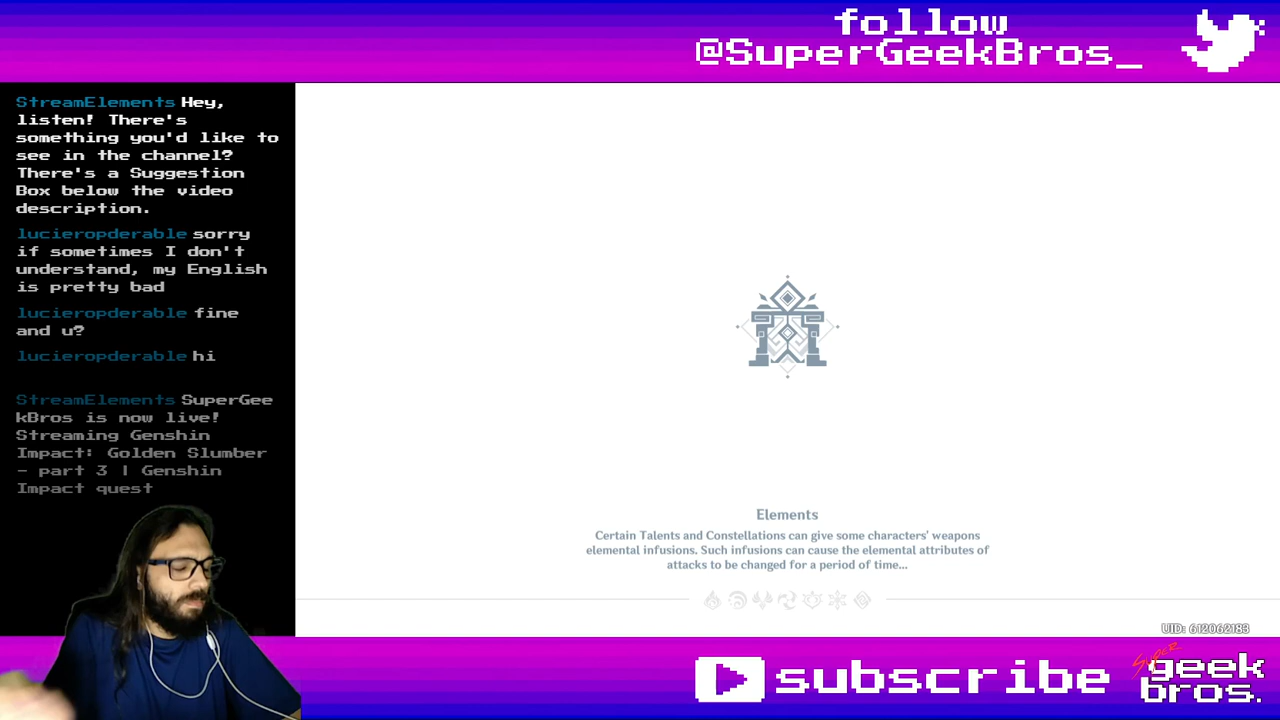 follow
@SuperGeekBros_
StreamElements Hey,
listen! There's
something you'd like to
see in the channel?
There's a Suggestion
Box below the video
description.
lucieropderable sorry
if sometimes I don't
understand, my English
is pretty bad
lucieropderable fine
and u?
lucieropderable hi
StreamElements SuperGee
kBros is now live!
Streaming Genshin
Impact: Golden Slumber
- part 3 | Genshin
Impact quest
Elements
Certain Talents and Constellations can give some characters' weapons
elemental infusions. Such infusions can cause the elemental attributes of
attacks to be changed for a period of time...
UID: 612062183
subscribe
super
geek
bros.